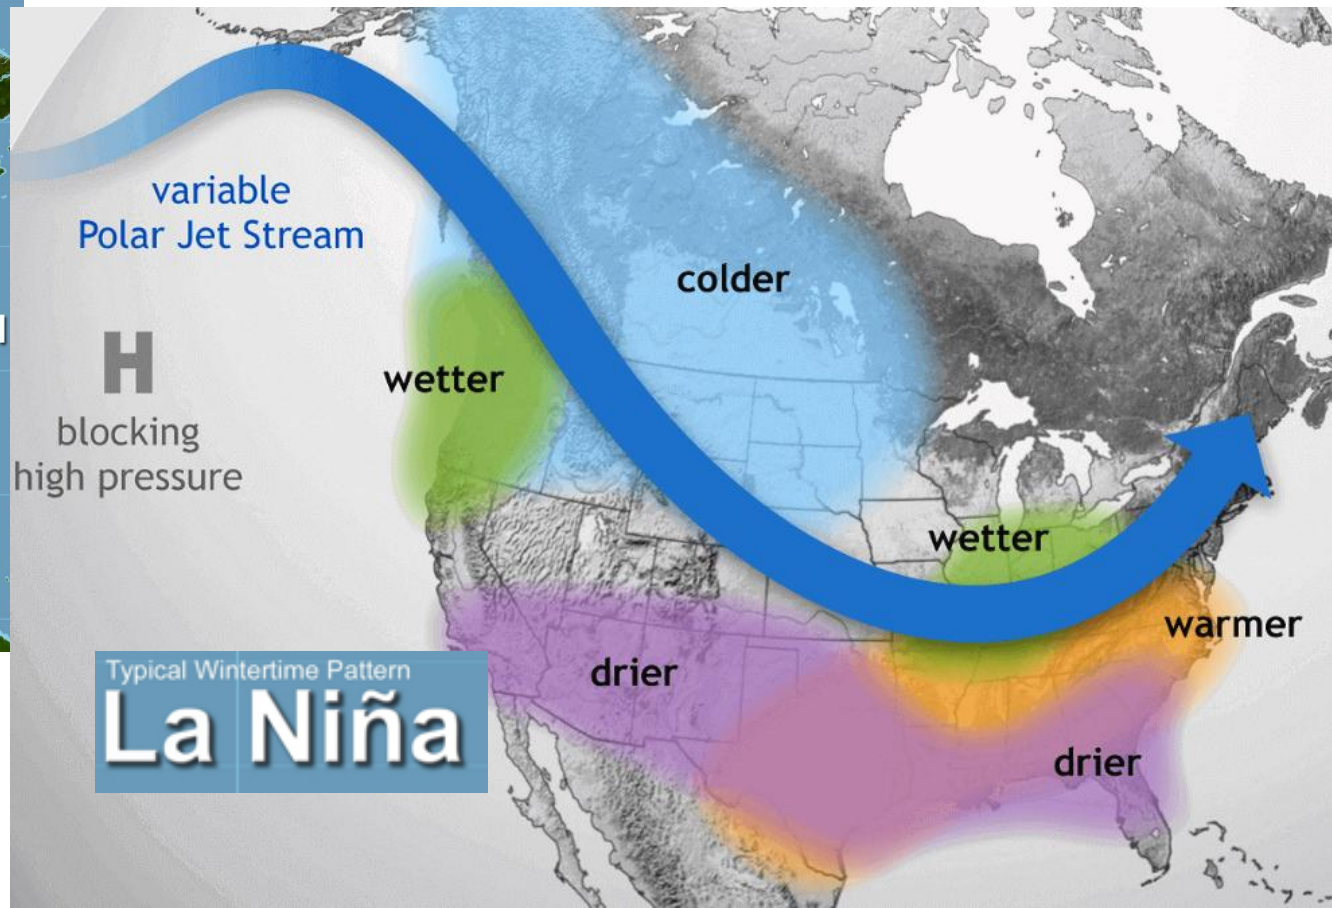 variable
Polar Jet Stream
colder
H
wetter
blocking
high pressure
wetter
warmer
drier
drier
Typical Wintertime Pattern
La Niña